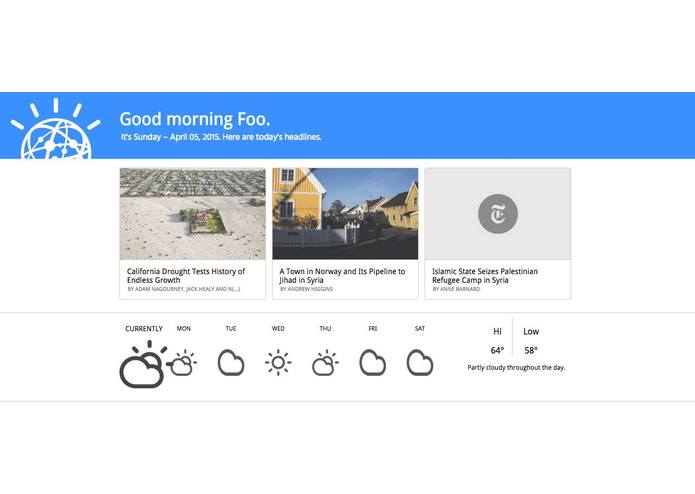 Good morning Foo.
It's Sunday – April 05, 2015. Here are today's headlines.
California Drought Tests History of
Endless Growth
BY ADAM NAGOURNEY, JACK HEALY AND N(...)
A Town in Norway and Its Pipeline to
Jihad in Syria
BY ANDREW HIGGINS
T
Islamic State Seizes Palestinian
Refugee Camp in Syria
BY ANNE BARNARD
CURRENTLY MON TUE WED THU FRI SAT
Hi Low
64° 58°
Partly cloudy throughout the day.